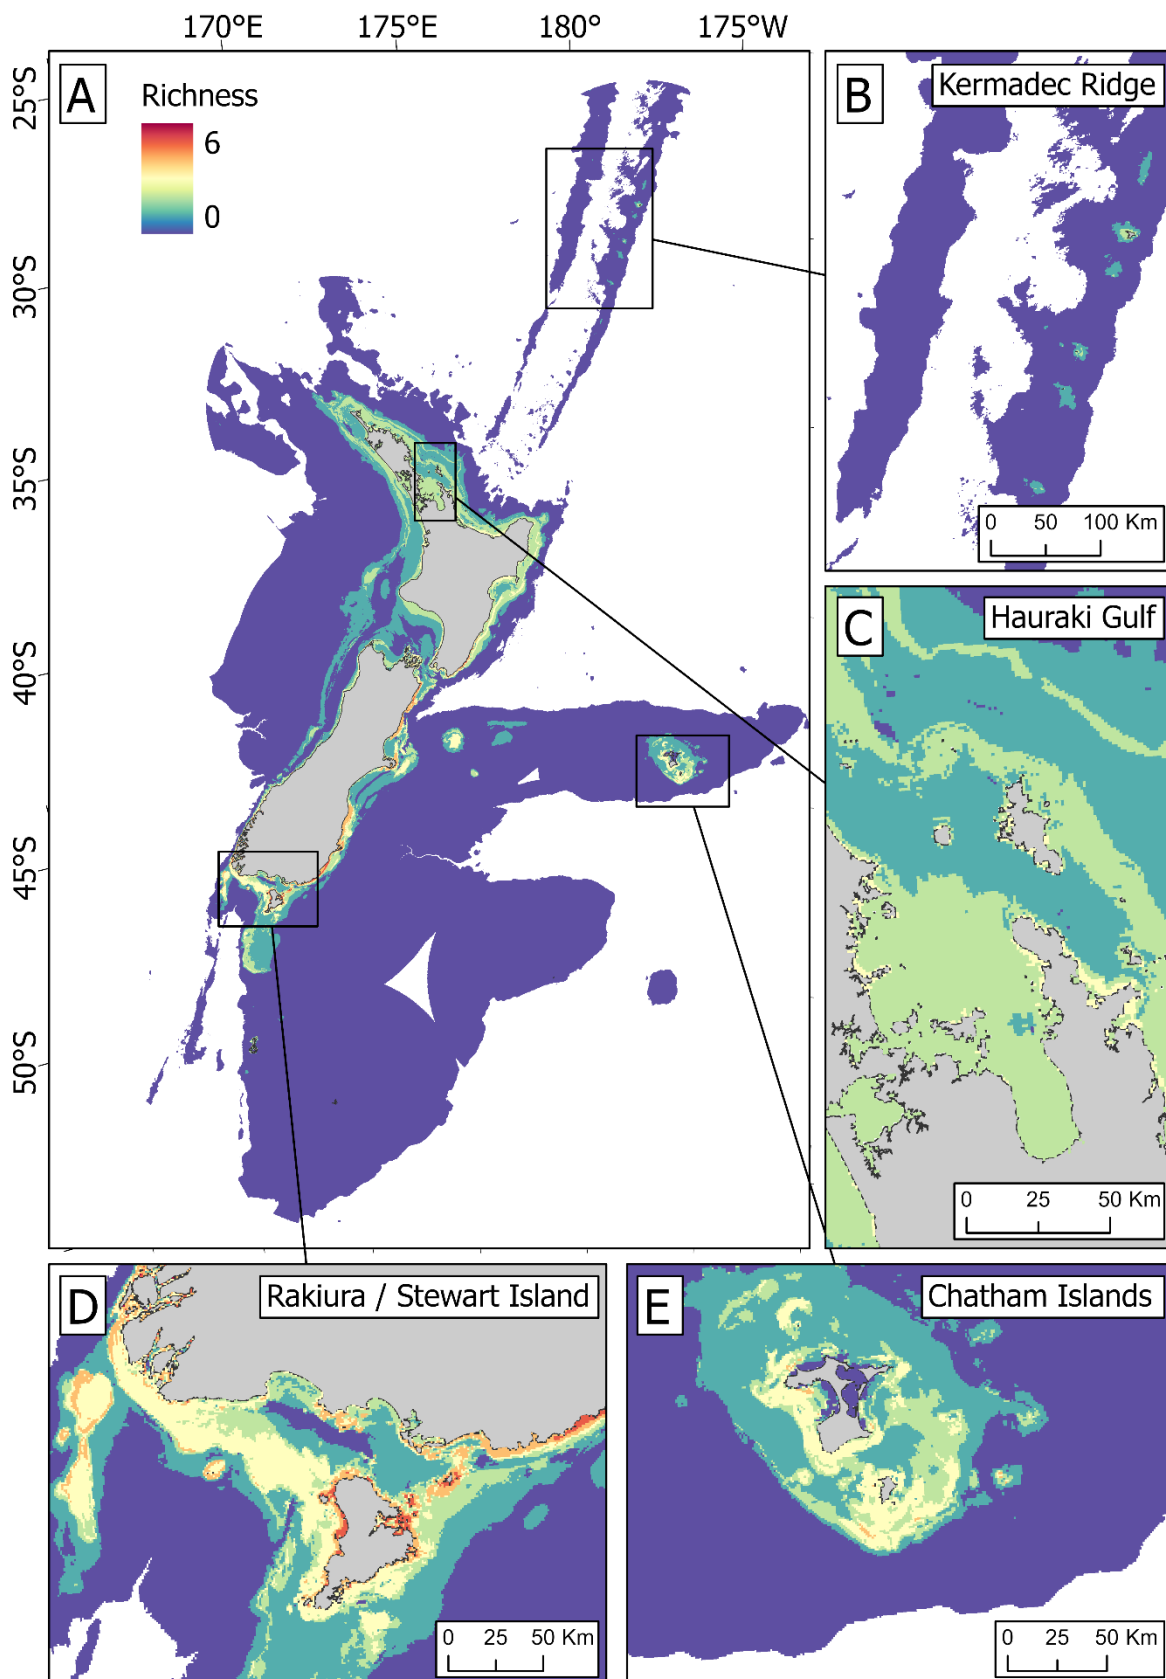 170°E 175°E 180° 175°W
A
Richness
6
0
25°S
30°S
35°S
40°S
45°S
50°S
B
Kermadec Ridge
0 50 100 Km
C
Hauraki Gulf
0 25 50 Km
D
Rakiura / Stewart Island
0 25 50 Km
E
Chatham Islands
0 25 50 Km